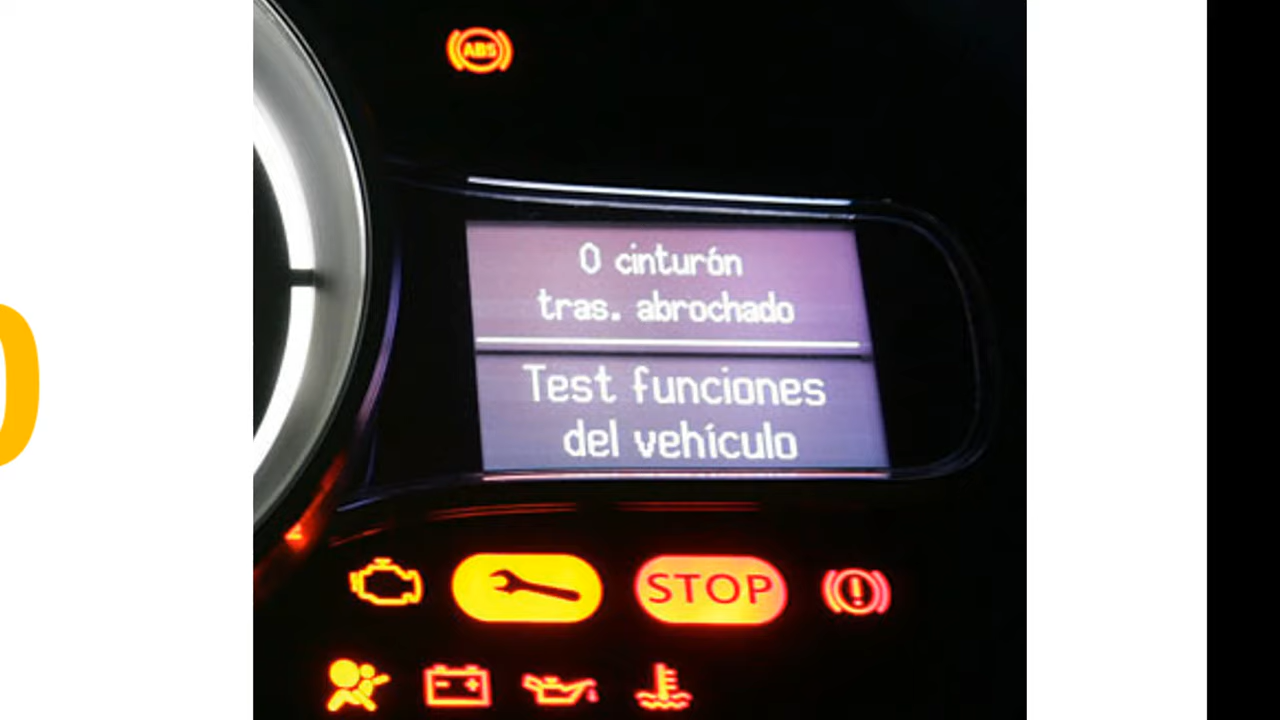 ABS
0 cinturón
tras. abrochado
Test funciones
del vehículo
STOP